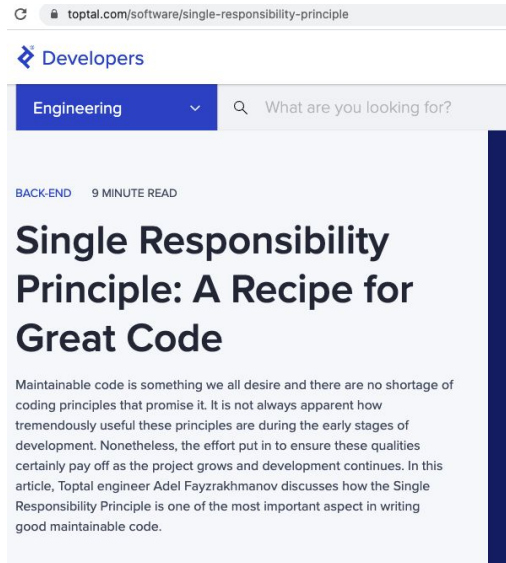 toptal.com/software/single-responsibility-principle
Developers
Engineering
What are you looking for?
BACK-END 9 MINUTE READ
Single Responsibility
Principle: A Recipe for
Great Code
Maintainable code is something we all desire and there are no shortage of
coding principles that promise it. It is not always apparent how
tremendously useful these principles are during the early stages of
development. Nonetheless, the effort put in to ensure these qualities
certainly pay off as the project grows and development continues. In this
article, Toptal engineer Adel Fayzrakhmanov discusses how the Single
Responsibility Principle is one of the most important aspect in writing
good maintainable code.